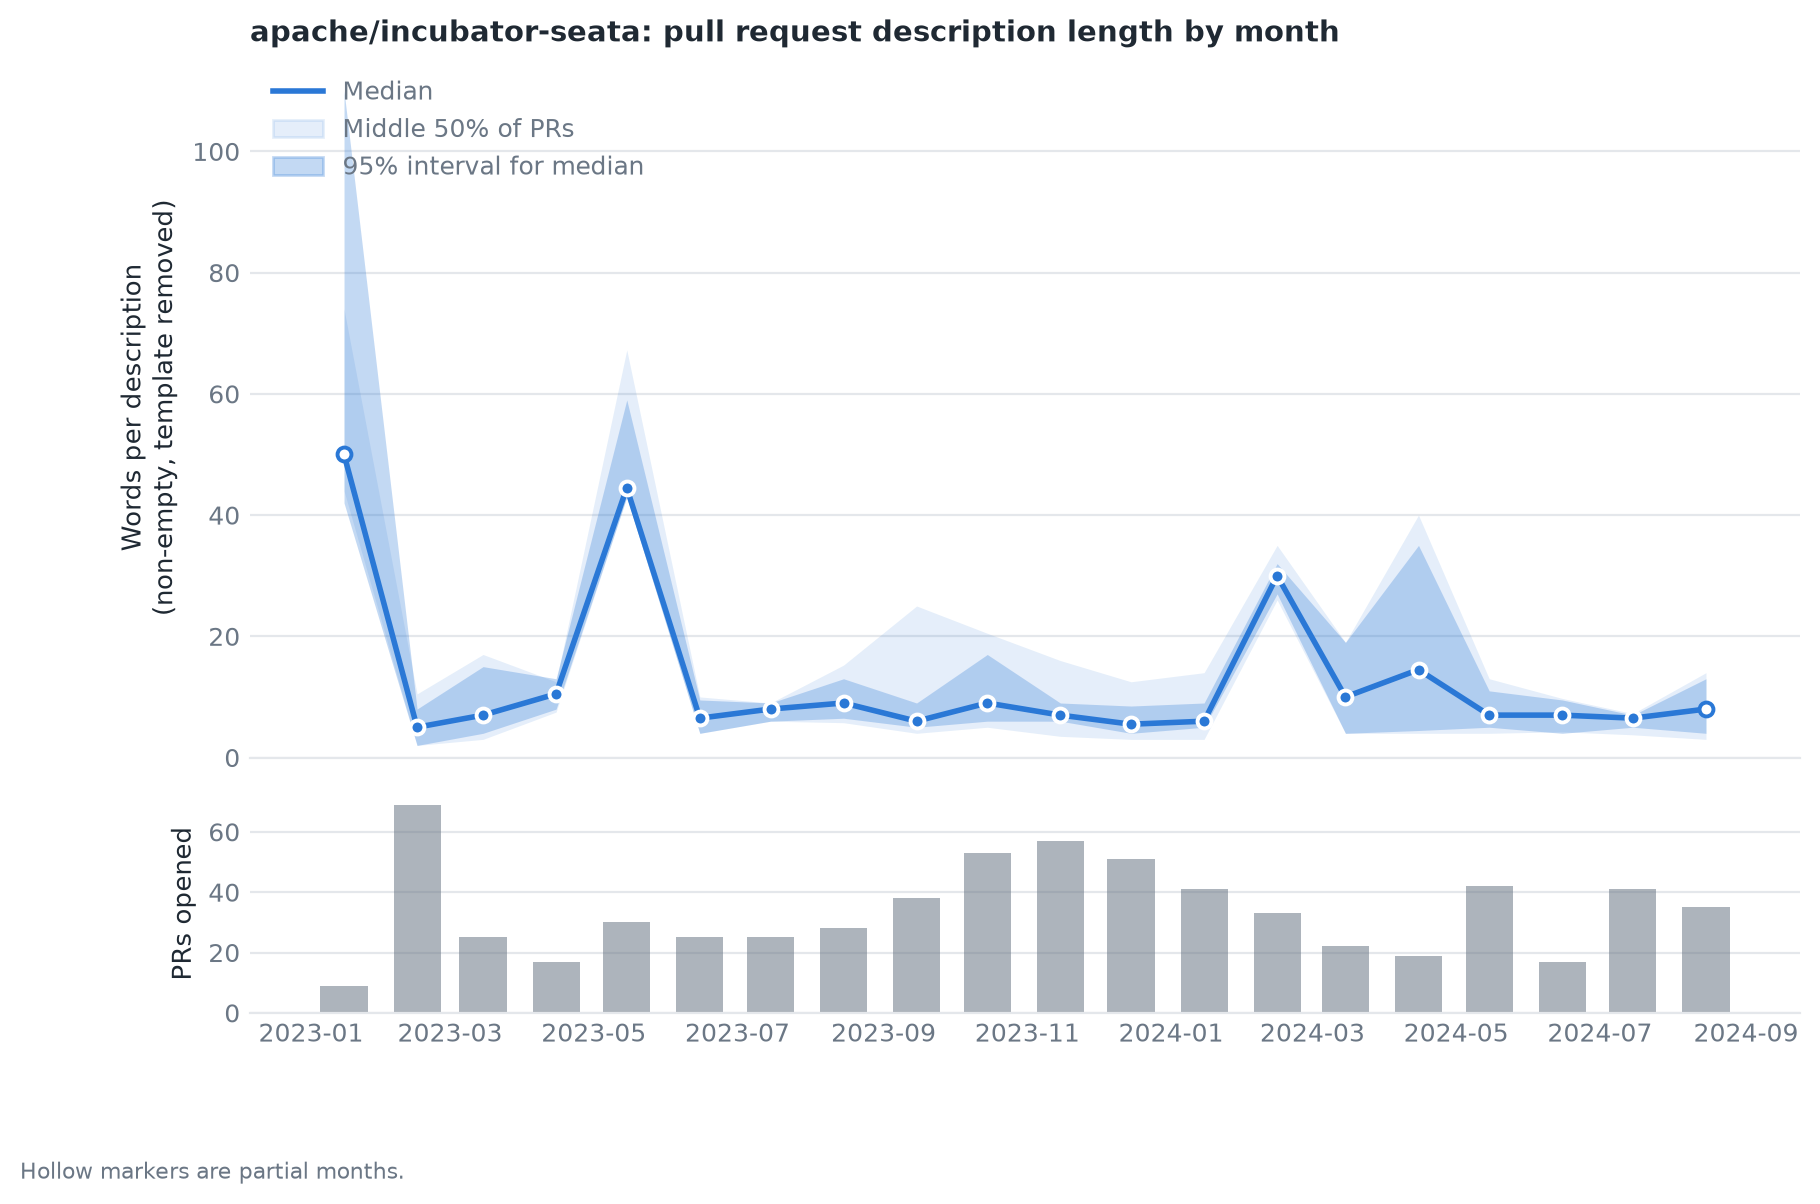 apache/incubator-seata: pull request description length by month
Median
Middle 50% of PRs
95% interval for median
Words per description
(non-empty, template removed)
100
80
60
40
20
0
PRs opened
60
40
20
0
2023-01 2023-03 2023-05 2023-07 2023-09 2023-11 2024-01 2024-03 2024-05 2024-07 2024-09
Hollow markers are partial months.